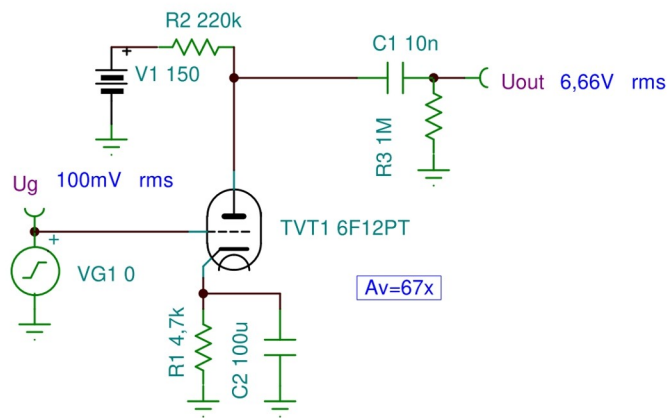 R2 220k
+
V1 150
C1 10n
Uout 6,66V rms
R3 1M
Ug 100mV rms
+
VG1 0
TVT1 6F12PT
Av=67x
R1 4,7k
C2 100u